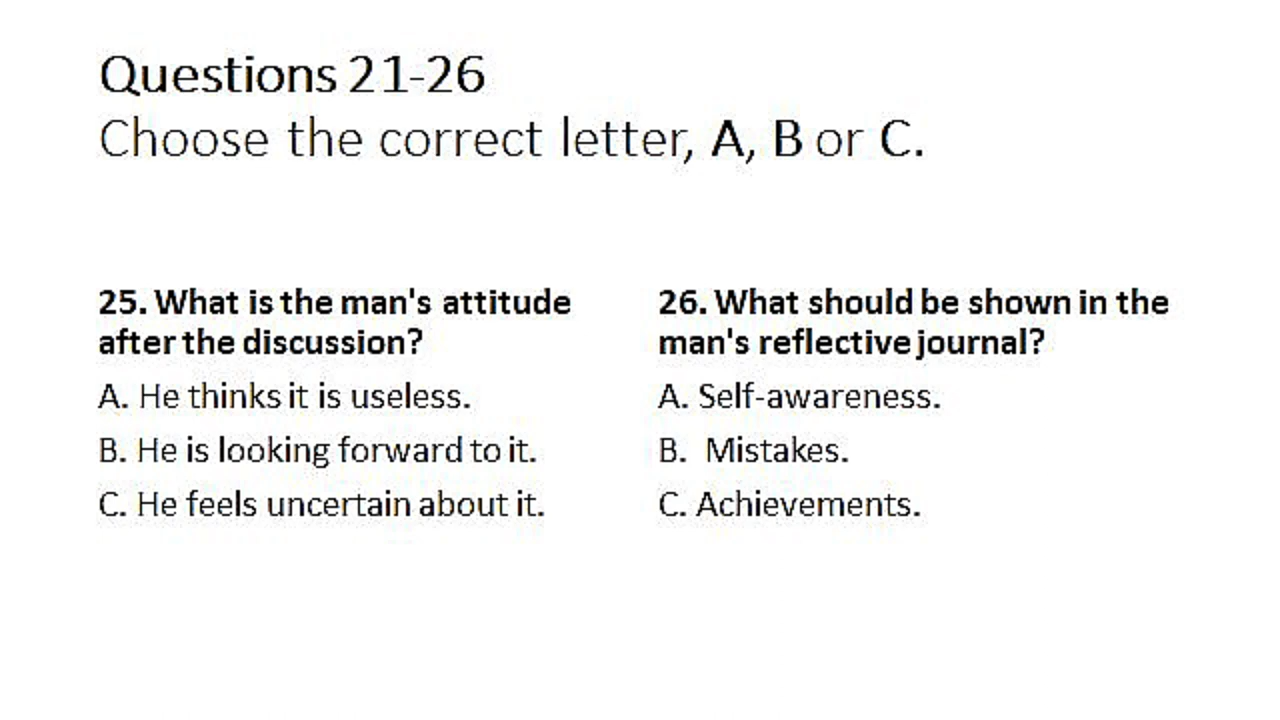 Questions 21-26
Choose the correct letter, A, B or C.
25. What is the man's attitude
after the discussion?
A. He thinks it is useless.
B. He is looking forward to it.
C. He feels uncertain about it.
26. What should be shown in the
man's reflective journal?
A. Self-awareness.
B. Mistakes.
C. Achievements.